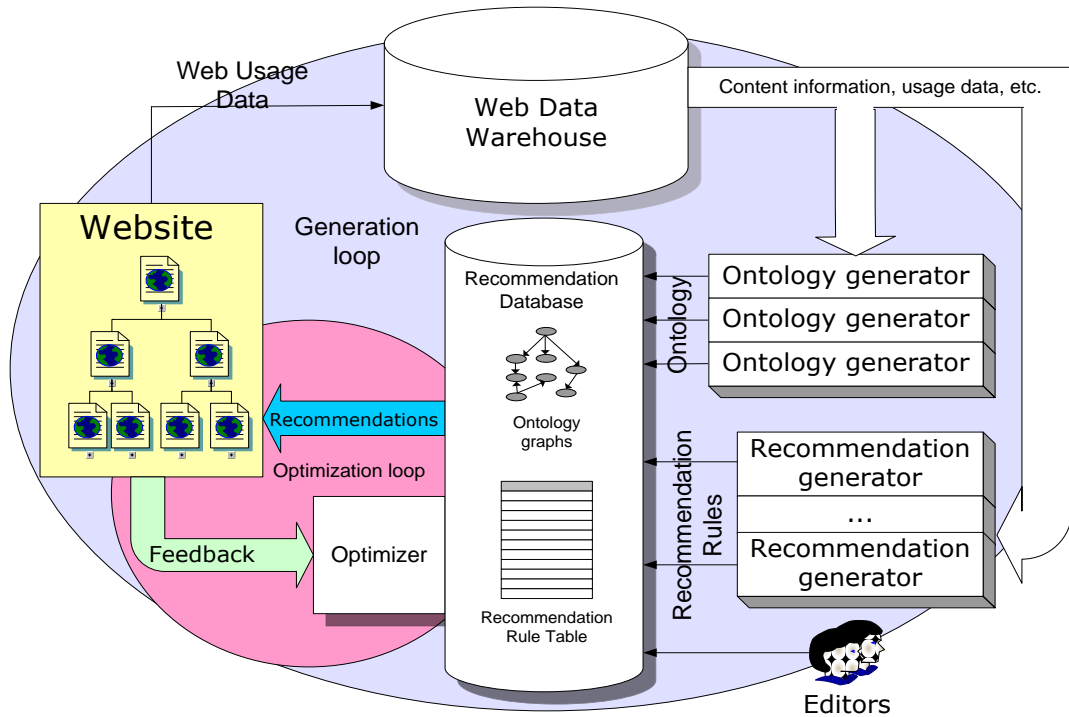 Web Usage
Data
Web Data
Warehouse
Content information, usage data, etc.
Website
Generation
loop
Recommendation
Database
Ontology
Ontology generator
Ontology generator
Ontology generator
Recommendations
Ontology
graphs
Optimization loop
Recommendation
Rules
Recommendation
generator
...
Recommendation
generator
Feedback
Optimizer
Recommendation
Rule Table
Editors